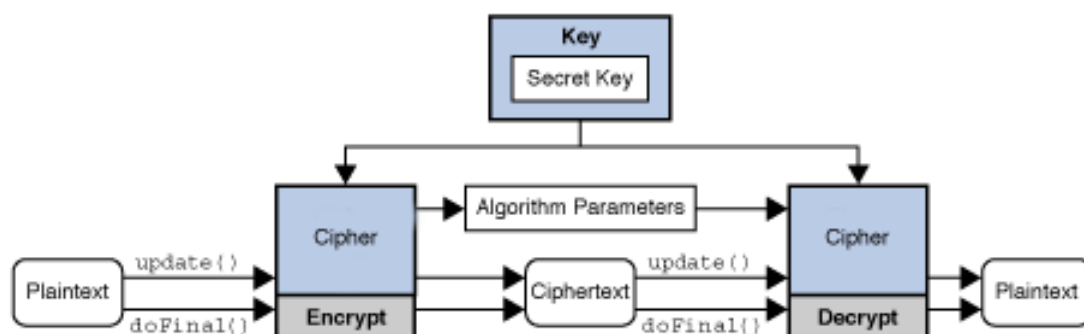 Key
Secret Key
Algorithm Parameters
Cipher
Cipher
update()
update()
Plaintext
Ciphertext
Plaintext
doFinal()
Encrypt
doFinal()
Decrypt